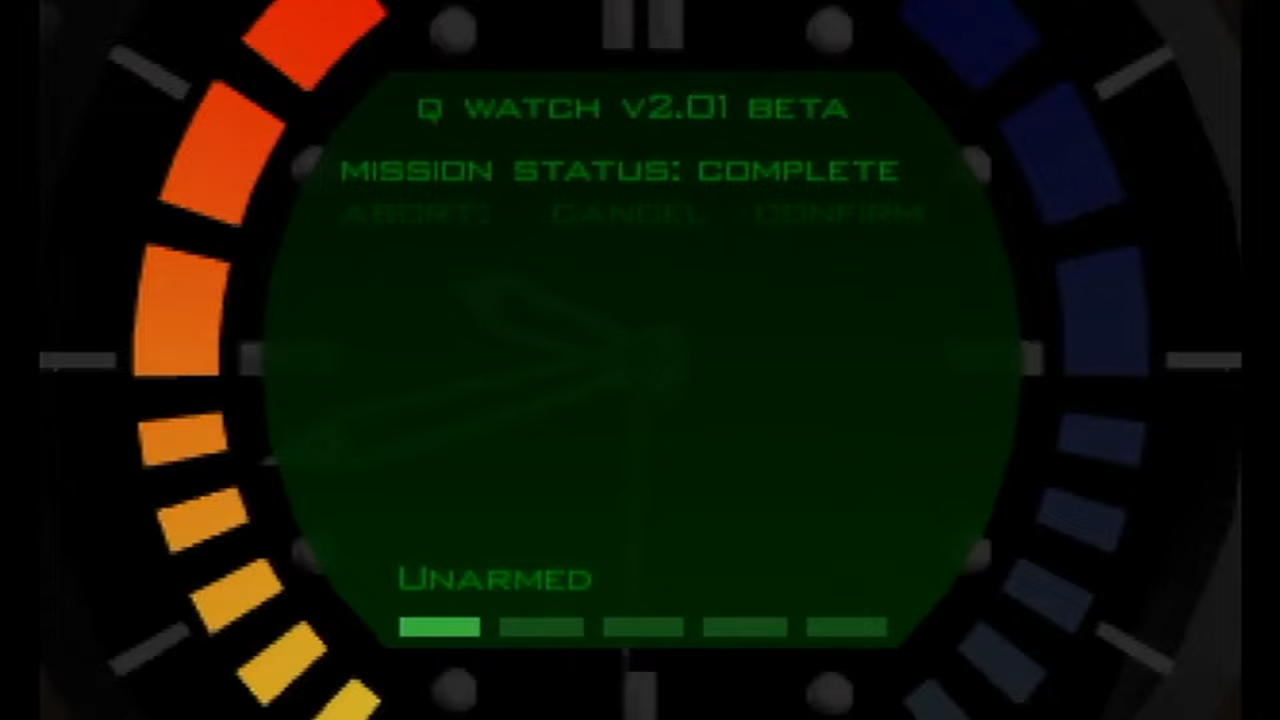 Q WATCH V2.01 BETA
MISSION STATUS: COMPLETE
ABORT: CANCEL CONFIRM
UNARMED